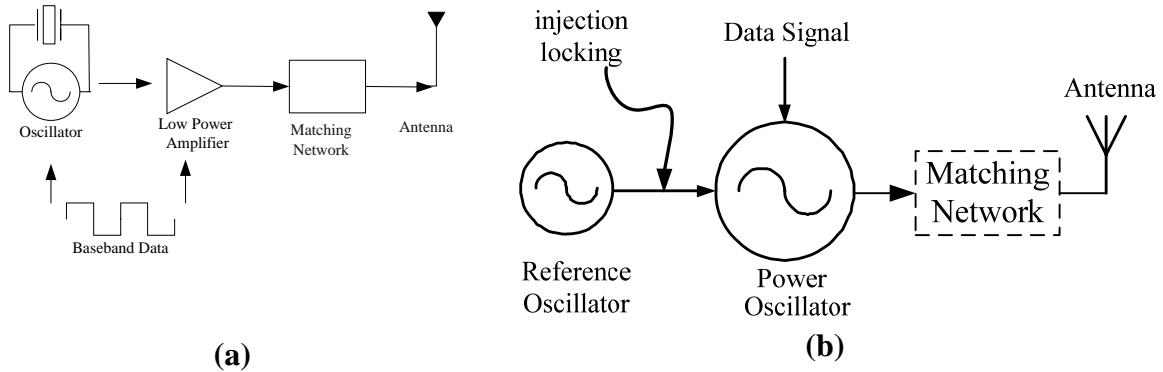 Oscillator
Low Power
Amplifier
Matching
Network
Antenna
Baseband Data
(a)
injection
locking
Data Signal
Antenna
Matching
Network
Reference
Oscillator
Power
Oscillator
(b)